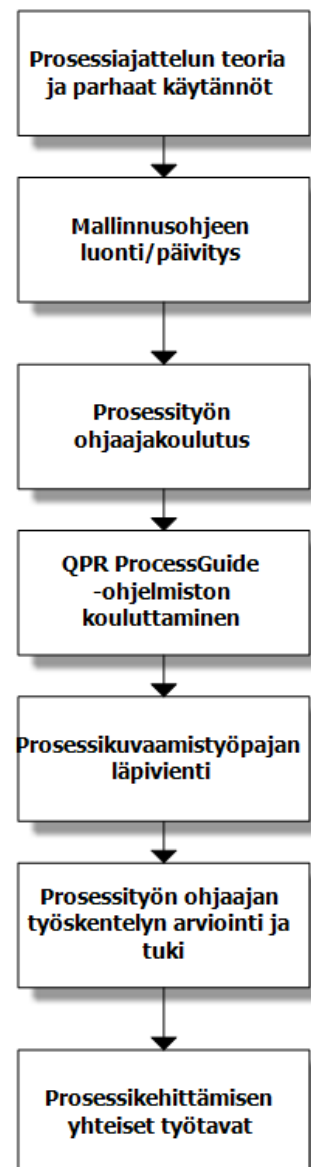 Prosessiajattelun teoria
ja parhaat käytännöt
Mallinnusohjeen
luonti/päivitys
Prosessityön
ohjaajakoulutus
QPR ProcessGuide
-ohjelmiston
kouluttaminen
Prosessikuvaamistyöpajan
läpivienti
Prosessityön ohjaajan
työskentelyn arviointi ja
tuki
Prosessikehittämisen
yhteiset työtavat